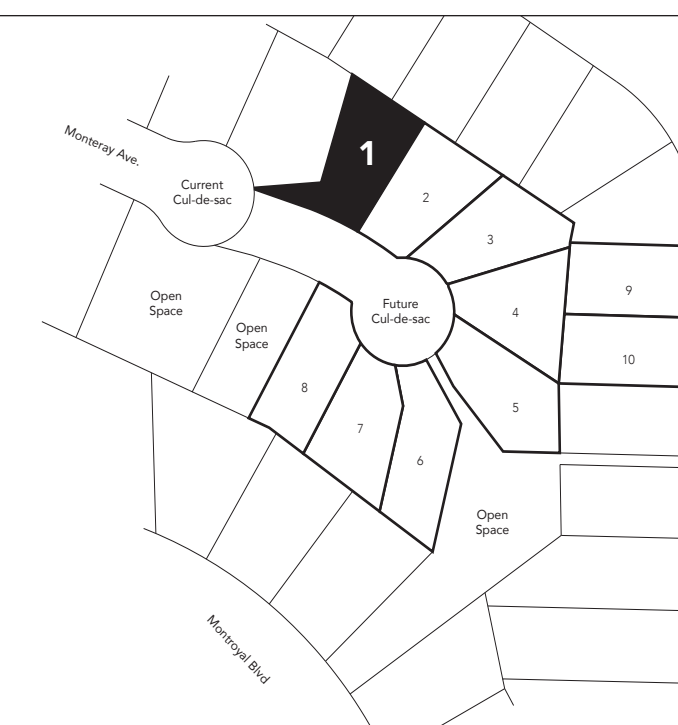 Monteray Ave.
Current
Cul-de-sac
1
2
3
4
5
6
7
8
9
10
Future
Cul-de-sac
Open
Space
Open
Space
Open
Space
Montroyal Blvd